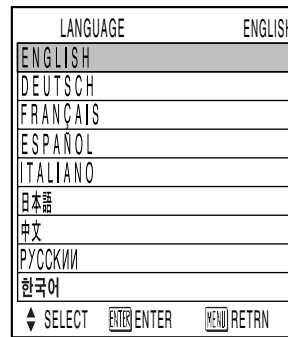 LANGUAGE ENGLISH
ENGLISH
DEUTSCH
FRANÇAIS
ESPAÑOL
ITALIANO
日本語
中文
РУССКИИ
한국어
SELECT ENTER ENTER MENU RETRN